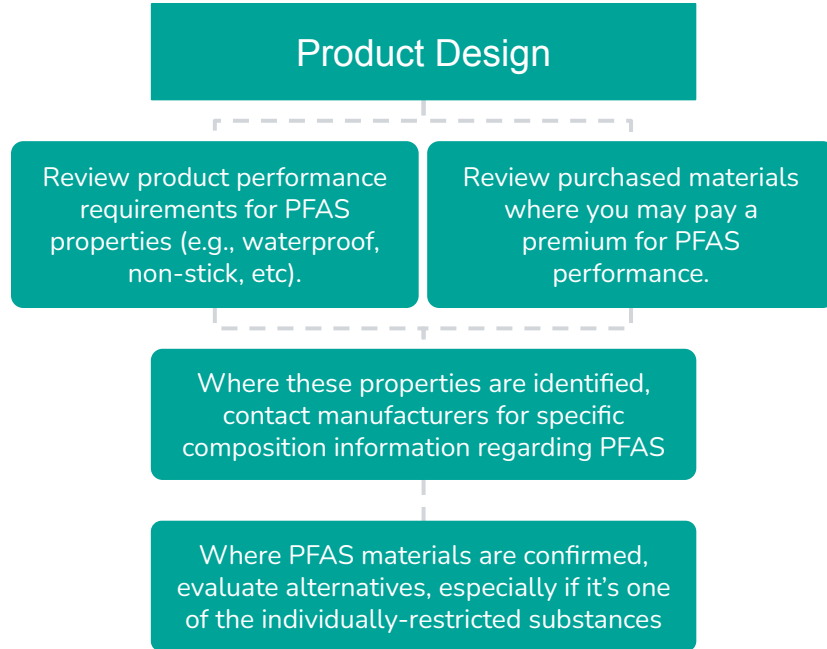 Product Design
Review product performance
requirements for PFAS
properties (e.g., waterproof,
non-stick, etc).
Review purchased materials
where you may pay a
premium for PFAS
performance.
Where these properties are identified,
contact manufacturers for specific
composition information regarding PFAS
Where PFAS materials are confirmed,
evaluate alternatives, especially if it’s one
of the individually-restricted substances